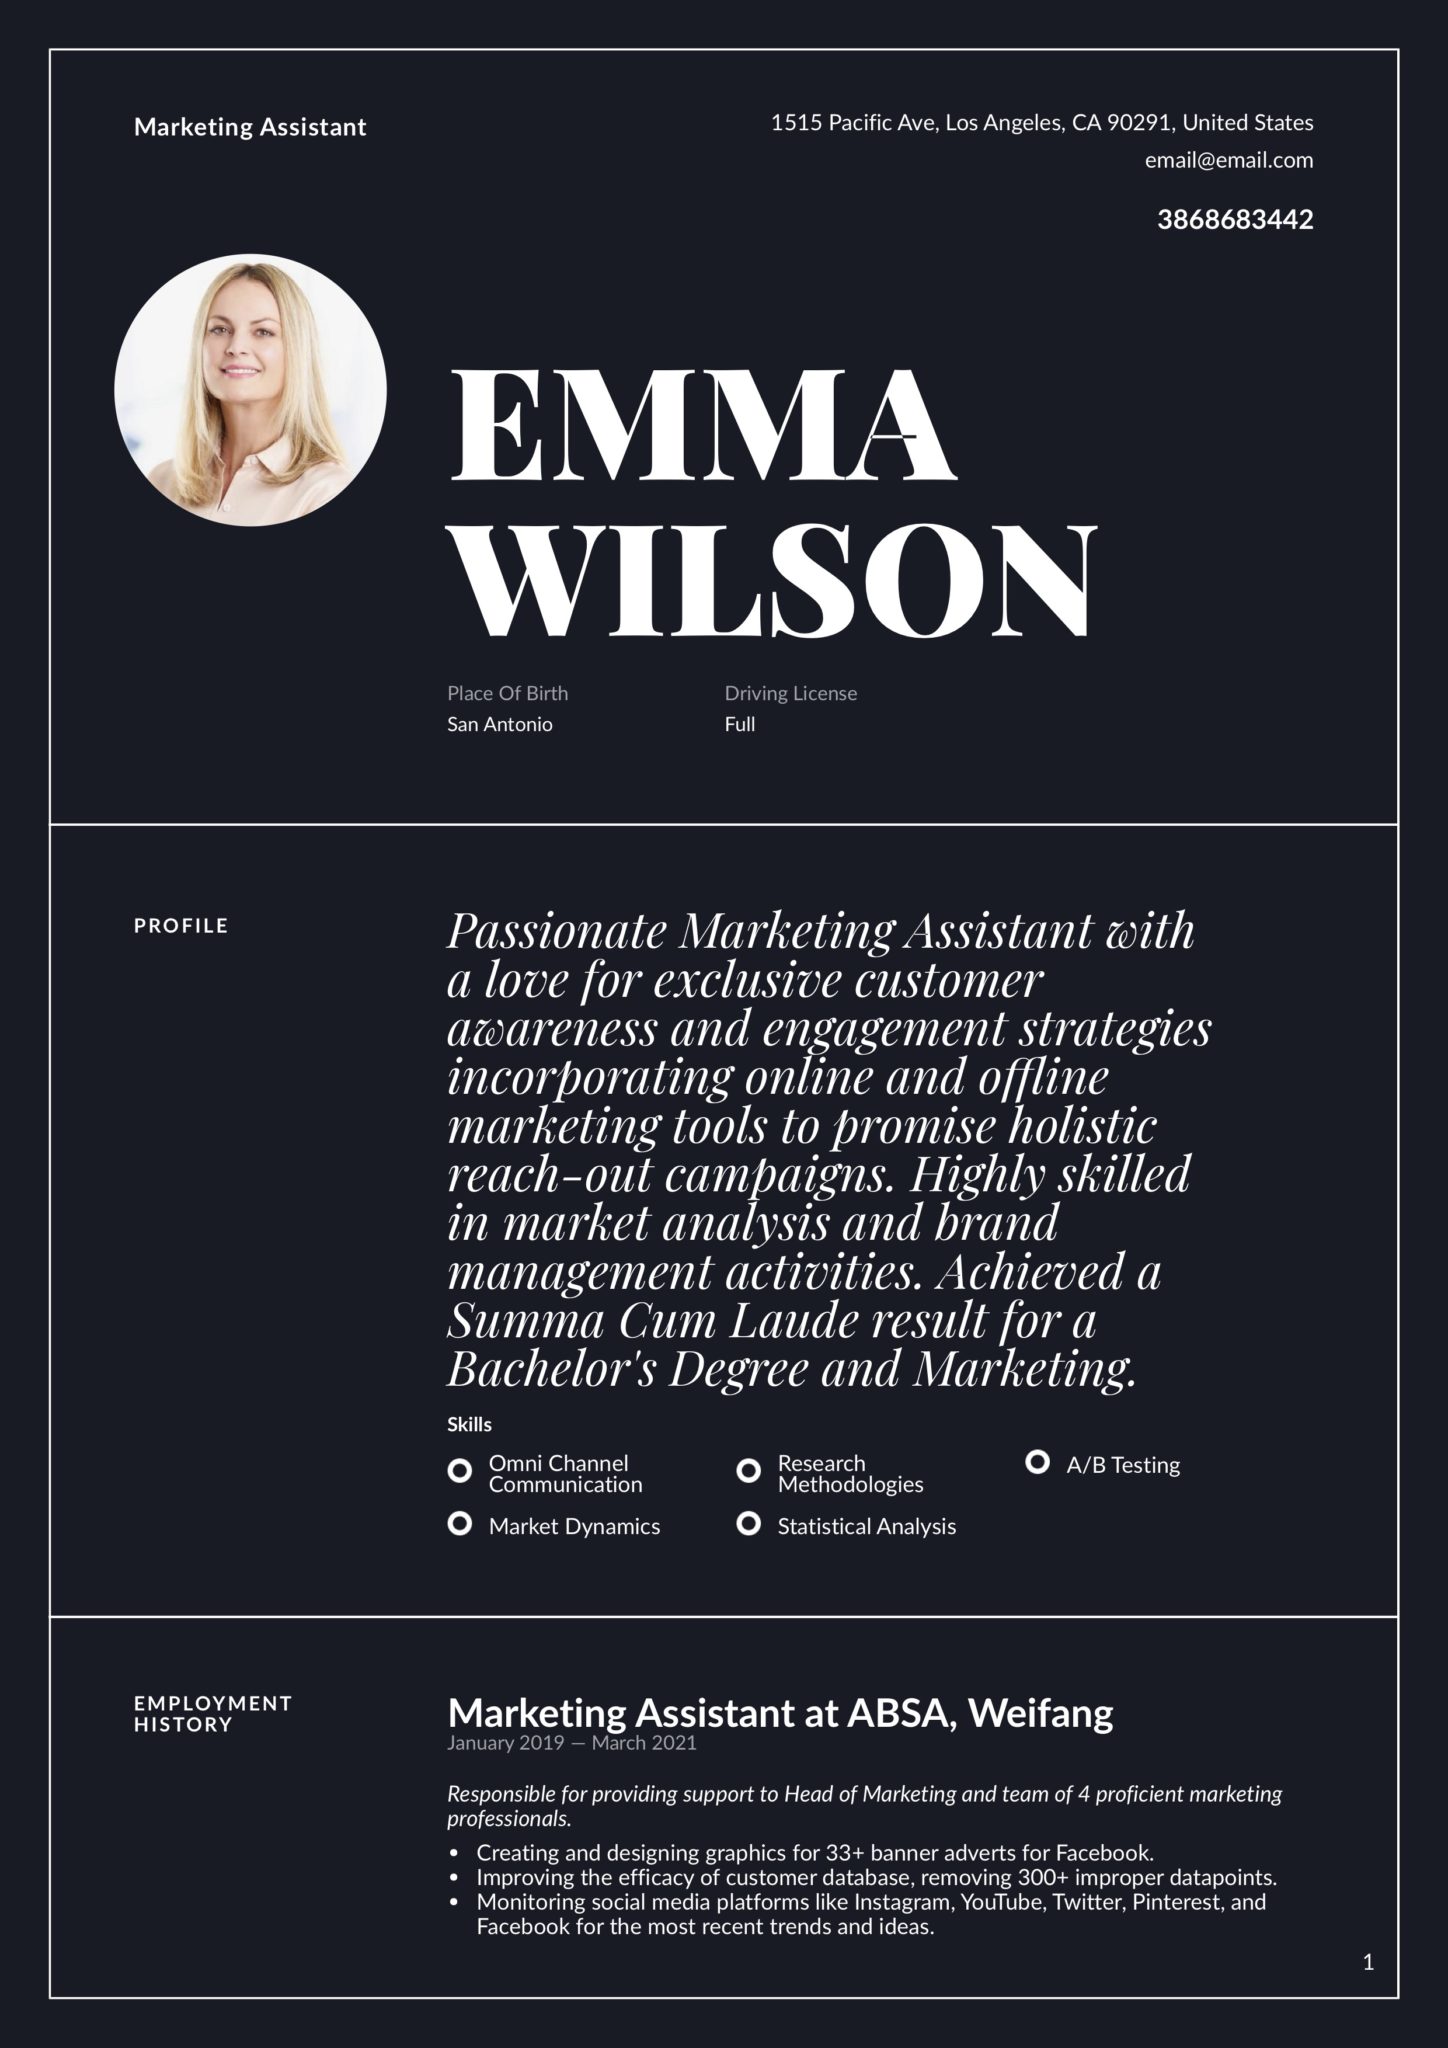 Marketing Assistant
1515 Pacific Ave, Los Angeles, CA 90291, United States
email@email.com
3868683442
EMMA
WILSON
Place Of Birth
San Antonio
Driving License
Full
PROFILE
Passionate Marketing Assistant with
a love for exclusive customer
awareness and engagement strategies
incorporating online and offline
marketing tools to promise holistic
reach-out campaigns. Highly skilled
in market analysis and brand
management activities. Achieved a
Summa Cum Laude result for a
Bachelor's Degree and Marketing.
Skills
Omni Channel
Communication
Research
Methodologies
A/B Testing
Market Dynamics
Statistical Analysis
EMPLOYMENT
HISTORY
Marketing Assistant at ABSA, Weifang
January 2019 — March 2021
Responsible for providing support to Head of Marketing and team of 4 proficient marketing
professionals.
• Creating and designing graphics for 33+ banner adverts for Facebook.
• Improving the efficacy of customer database, removing 300+ improper datapoints.
• Monitoring social media platforms like Instagram, YouTube, Twitter, Pinterest, and
Facebook for the most recent trends and ideas.
1